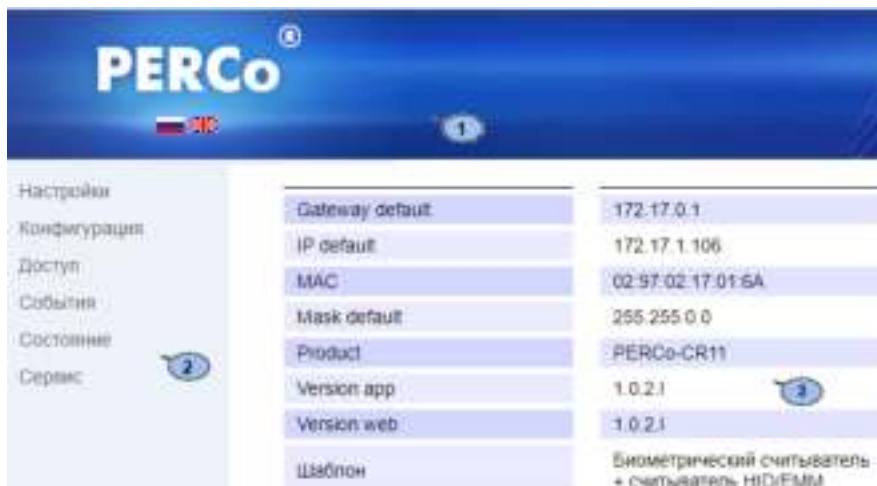 PERCo®
1
Настройки
Конфигурация
Доступ
События
Состояние
Сервис
2
Gateway default 172.17.0.1
IP default 172.17.1.106
MAC 02:97:02:17:01:6A
Mask default 255.255.0.0
Product PERCo-CR11
Version app 1.0.2.I
3
Version web 1.0.2.I
Шаблон Биометрический считыватель
+ считыватель HID/EMM